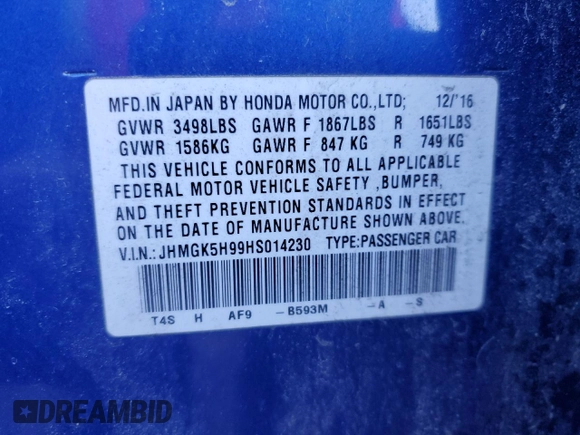 MFD.IN JAPAN BY HONDA MOTOR CO.,LTD; 12/'16
GVWR 3498LBS GAWR F 1867LBS R 1651LBS
GVWR 1586KG GAWR F 847 KG R 749 KG
THIS VEHICLE CONFORMS TO ALL APPLICABLE
FEDERAL MOTOR VEHICLE SAFETY ,BUMPER,
AND THEFT PREVENTION STANDARDS IN EFFECT
ON THE DATE OF MANUFACTURE SHOWN ABOVE.
V.I.N.: JHMGK5H99HS014230 TYPE:PASSENGER CAR
T4S H AF9 -B593M -A -S
DREAMBID